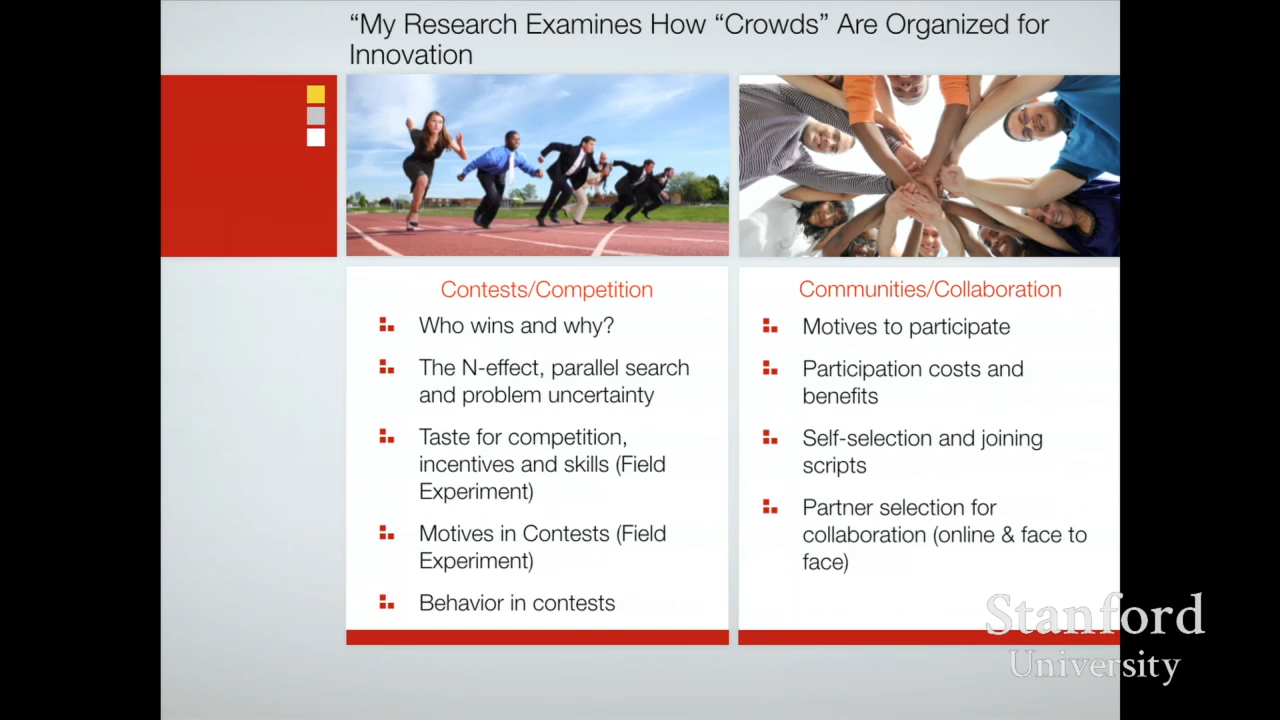 “My Research Examines How “Crowds” Are Organized for
Innovation
Contests/Competition
Who wins and why?
The N-effect, parallel search
and problem uncertainty
Taste for competition,
incentives and skills (Field
Experiment)
Motives in Contests (Field
Experiment)
Behavior in contests
Communities/Collaboration
Motives to participate
Participation costs and
benefits
Self-selection and joining
scripts
Partner selection for
collaboration (online & face to
face)
Stanford
University